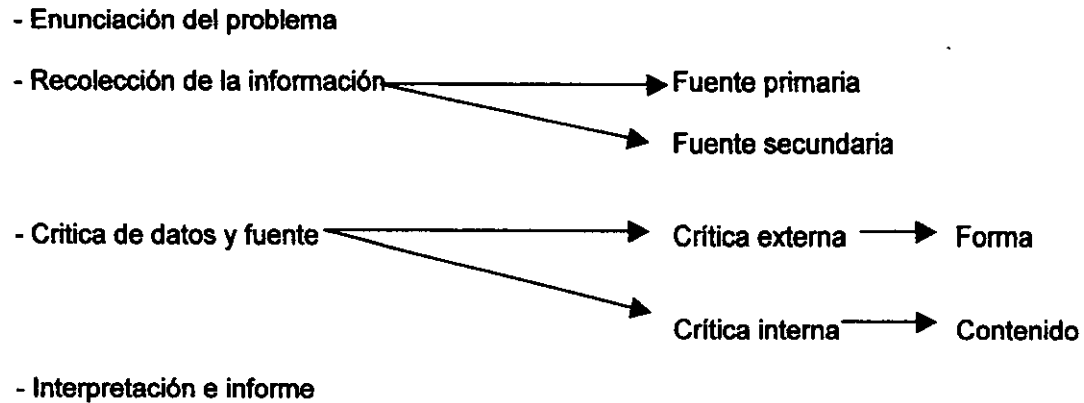 - Enunciación del problema
- Recolección de la información Fuente primaria
Fuente secundaria
- Critica de datos y fuente Crítica externa Forma
Crítica interna Contenido
- Interpretación e informe